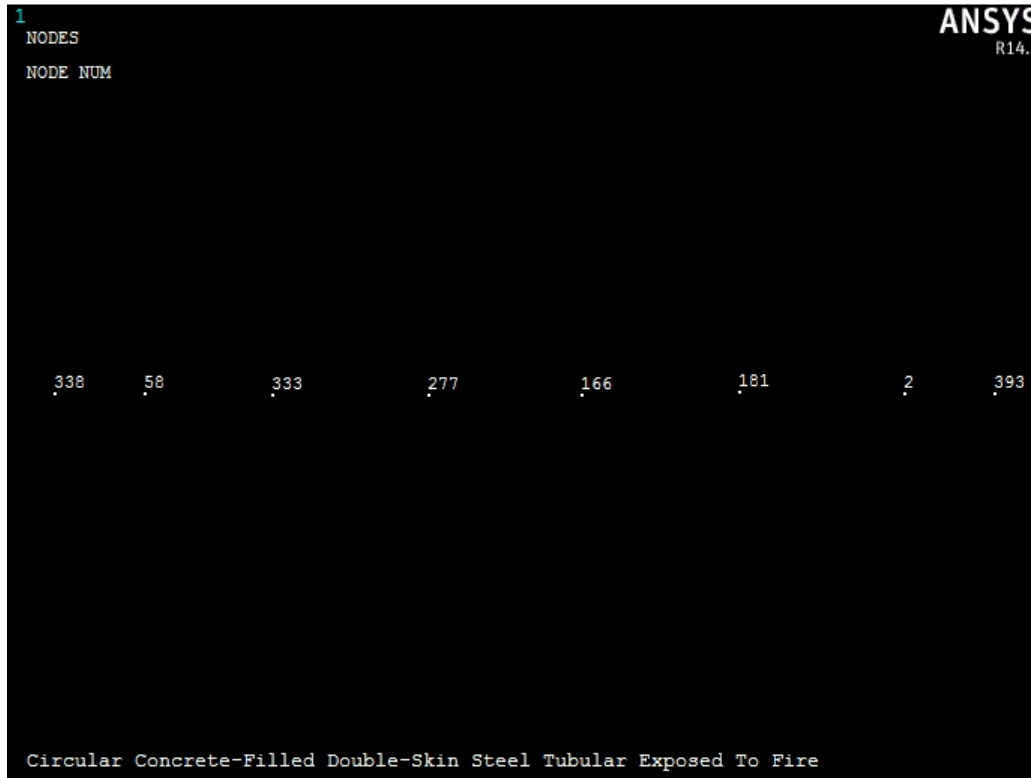 1
ANSYS
NODES
R14.
NODE NUM
338 58 333 277 166 181 2 393
Circular Concrete-Filled Double-Skin Steel Tubular Exposed To Fire